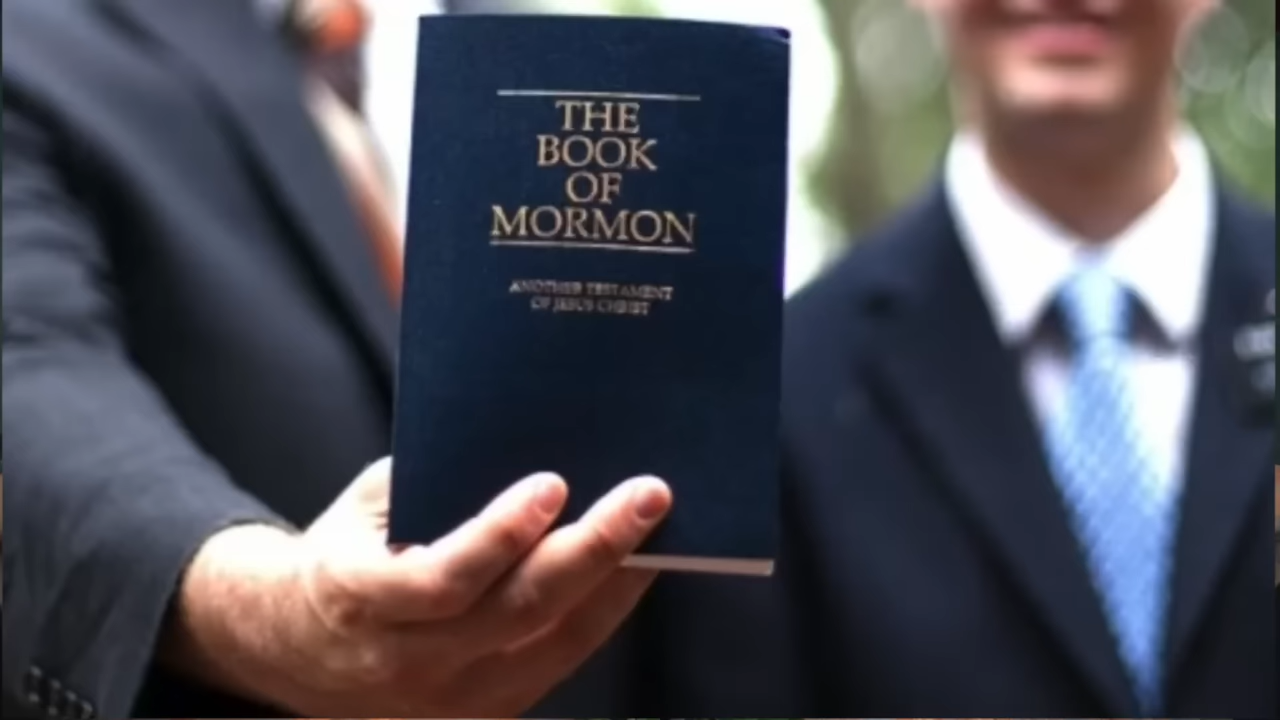 THE
BOOK
OF
MORMON
ANOTHER TESTAMENT
OF JESUS CHRIST